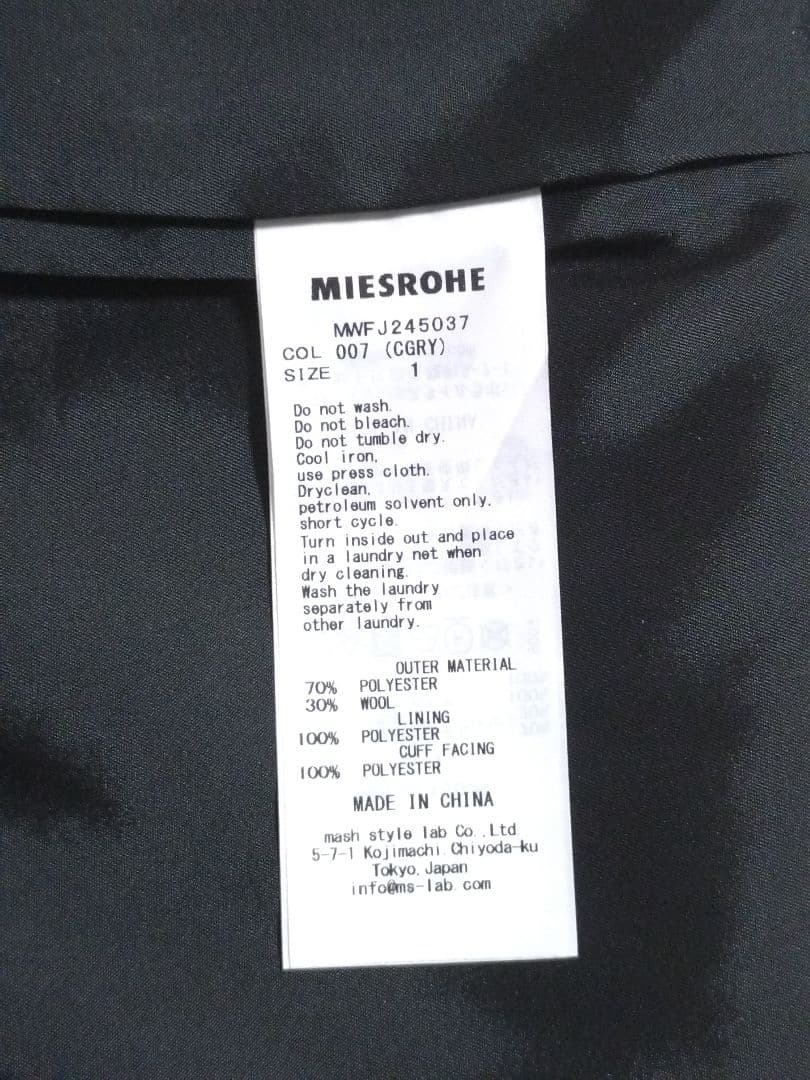 MIESROHE
MWFJ245037
COL 007 (CGRY)
SIZE 1
Do not wash.
Do not bleach.
Do not tumble dry.
Cool iron,
use press cloth.
Dryclean,
petroleum solvent only.
short cycle.
Turn inside out and place
in a laundry net when
dry cleaning.
Wash the laundry
separately from
other laundry.
OUTER MATERIAL
70% POLYESTER
30% WOOL
LINING
100% POLYESTER
CUFF FACING
100% POLYESTER
MADE IN CHINA
mash style lab Co.,Ltd.
5-7-1 Kojimachi.Chiyoda-ku
Tokyo, Japan
info@ms-lab.com